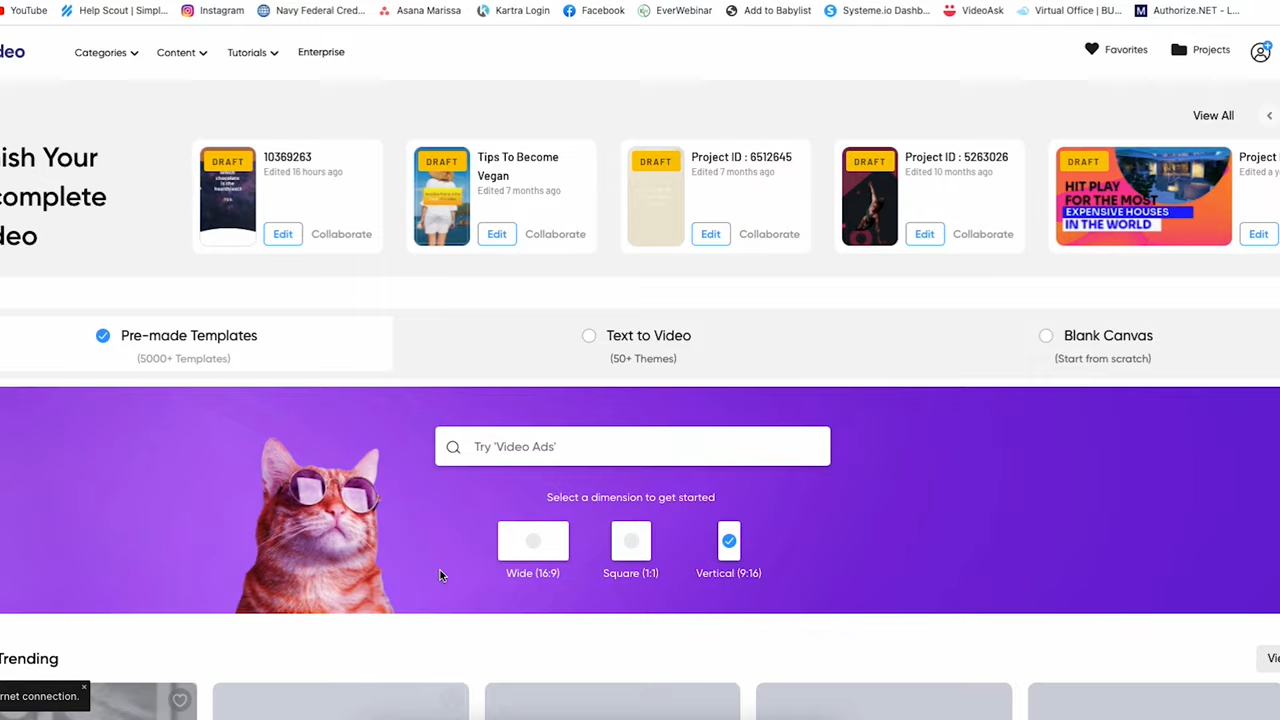 YouTube Help Scout | Simpl... Instagram Navy Federal Cred... Asana Marissa Kartra Login Facebook EverWebinar Add to Babylist Systeme.io Dashb... VideoAsk Virtual Office | BU... Authorize.NET - L...
deo Categories Content Tutorials Enterprise Favorites Projects
View All
ish Your
complete
deo
DRAFT 10369263
Edited 16 hours ago
Edit Collaborate
DRAFT Tips To Become
Vegan
Edited 7 months ago
Edit Collaborate
DRAFT Project ID : 6512645
Edited 7 months ago
Edit Collaborate
DRAFT Project ID : 5263026
Edited 10 months ago
Edit Collaborate
DRAFT Project I
Edited a y
HIT PLAY
FOR THE MOST
EXPENSIVE HOUSES
IN THE WORLD
Edit
Pre-made Templates
(5000+ Templates)
Text to Video
(50+ Themes)
Blank Canvas
(Start from scratch)
Try 'Video Ads'
Select a dimension to get started
Wide (16:9) Square (1:1) Vertical (9:16)
Trending Vie
rnet connection. ×